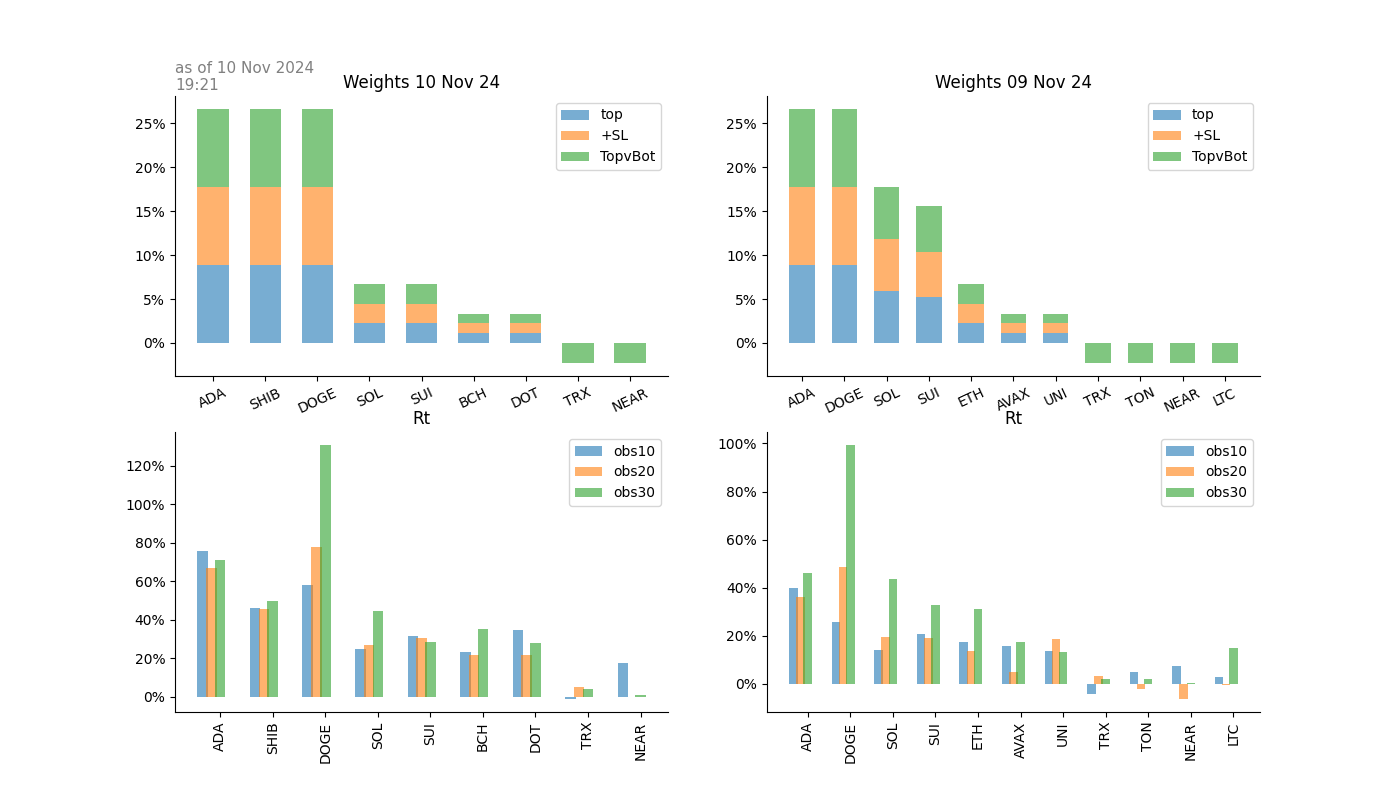 as of 10 Nov 2024
19:21
Weights 10 Nov 24
25%
20%
15%
10%
5%
0%
top
+SL
TopvBot
ADA SHIB DOGE SOL SUI BCH DOT TRX NEAR
Weights 09 Nov 24
25%
20%
15%
10%
5%
0%
top
+SL
TopvBot
ADA DOGE SOL SUI ETH AVAX UNI TRX TON NEAR LTC
Rt
120%
100%
80%
60%
40%
20%
0%
obs10
obs20
obs30
ADA SHIB DOGE SOL SUI BCH DOT TRX NEAR
Rt
100%
80%
60%
40%
20%
0%
obs10
obs20
obs30
ADA DOGE SOL SUI ETH AVAX UNI TRX TON NEAR LTC